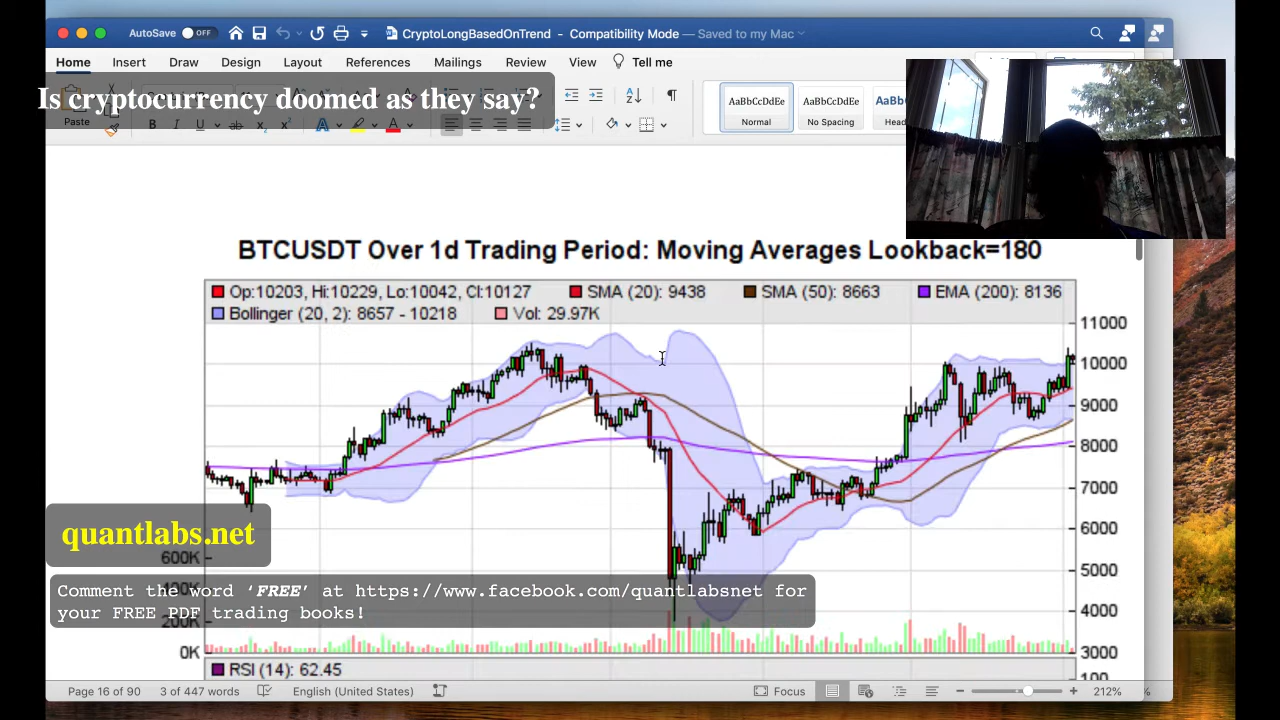 AutoSave OFF
CryptoLongBasedOnTrend - Compatibility Mode — Saved to my Mac
Home Insert Draw Design Layout References Mailings Review View Tell me
Is cryptocurrency doomed as they say?
Paste
AaBbCcDdEe AaBbCcDdEe
Normal No Spacing
BTCUSDT Over 1d Trading Period: Moving Averages Lookback=180
Op:10203, Hi:10229, Lo:10042, Cl:10127 SMA (20): 9438 SMA (50): 8663 EMA (200): 8136
Bollinger (20, 2): 8657 - 10218 Vol: 29.97K
11000
10000
9000
8000
7000
6000
5000
4000
3000
quantlabs.net
600K
Comment the word ‘FREE’ at https://www.facebook.com/quantlabsnet for
your FREE PDF trading books!
0K
RSI (14): 62.45
Page 16 of 90 3 of 447 words English (United States) Focus 212%